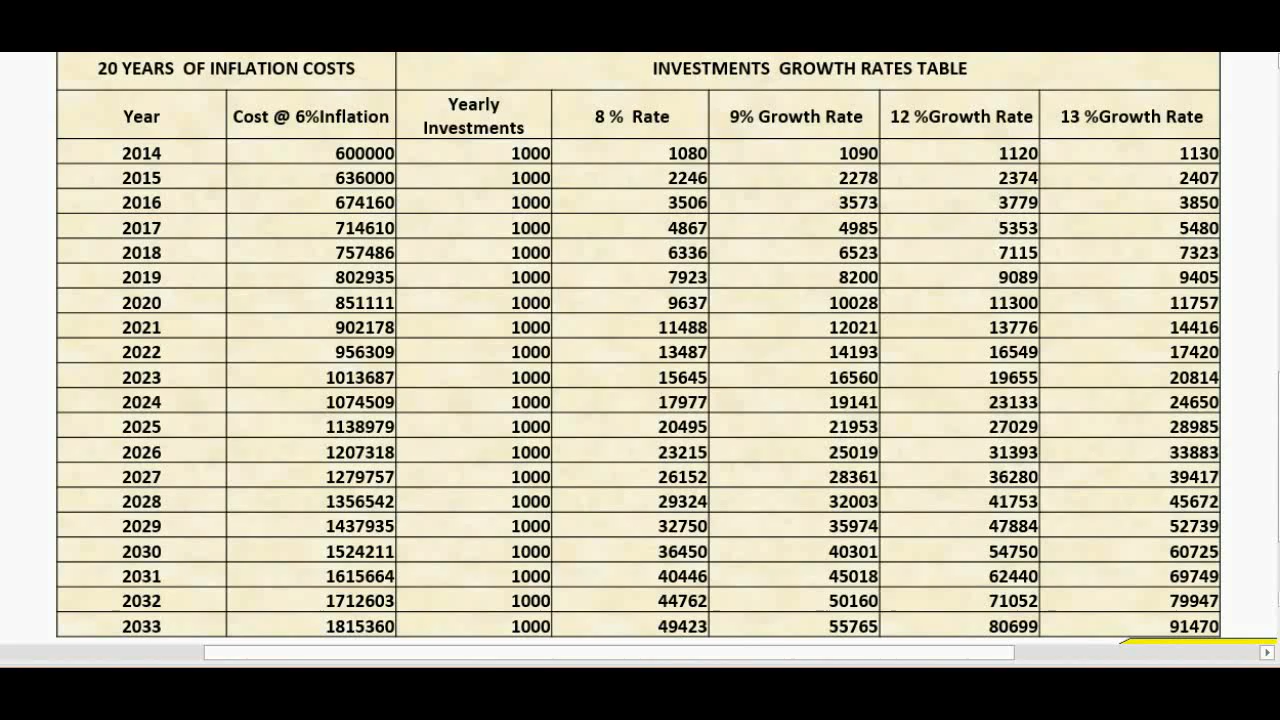 20 YEARS OF INFLATION COSTS INVESTMENTS GROWTH RATES TABLE
Year Cost @ 6%Inflation Yearly Investments 8 % Rate 9% Growth Rate 12 %Growth Rate 13 %Growth Rate
2014 600000 1000 1080 1090 1120 1130
2015 636000 1000 2246 2278 2374 2407
2016 674160 1000 3506 3573 3779 3850
2017 714610 1000 4867 4985 5353 5480
2018 757486 1000 6336 6523 7115 7323
2019 802935 1000 7923 8200 9089 9405
2020 851111 1000 9637 10028 11300 11757
2021 902178 1000 11488 12021 13776 14416
2022 956309 1000 13487 14193 16549 17420
2023 1013687 1000 15645 16560 19655 20814
2024 1074509 1000 17977 19141 23133 24650
2025 1138979 1000 20495 21953 27029 28985
2026 1207318 1000 23215 25019 31393 33883
2027 1279757 1000 26152 28361 36280 39417
2028 1356542 1000 29324 32003 41753 45672
2029 1437935 1000 32750 35974 47884 52739
2030 1524211 1000 36450 40301 54750 60725
2031 1615664 1000 40446 45018 62440 69749
2032 1712603 1000 44762 50160 71052 79947
2033 1815360 1000 49423 55765 80699 91470